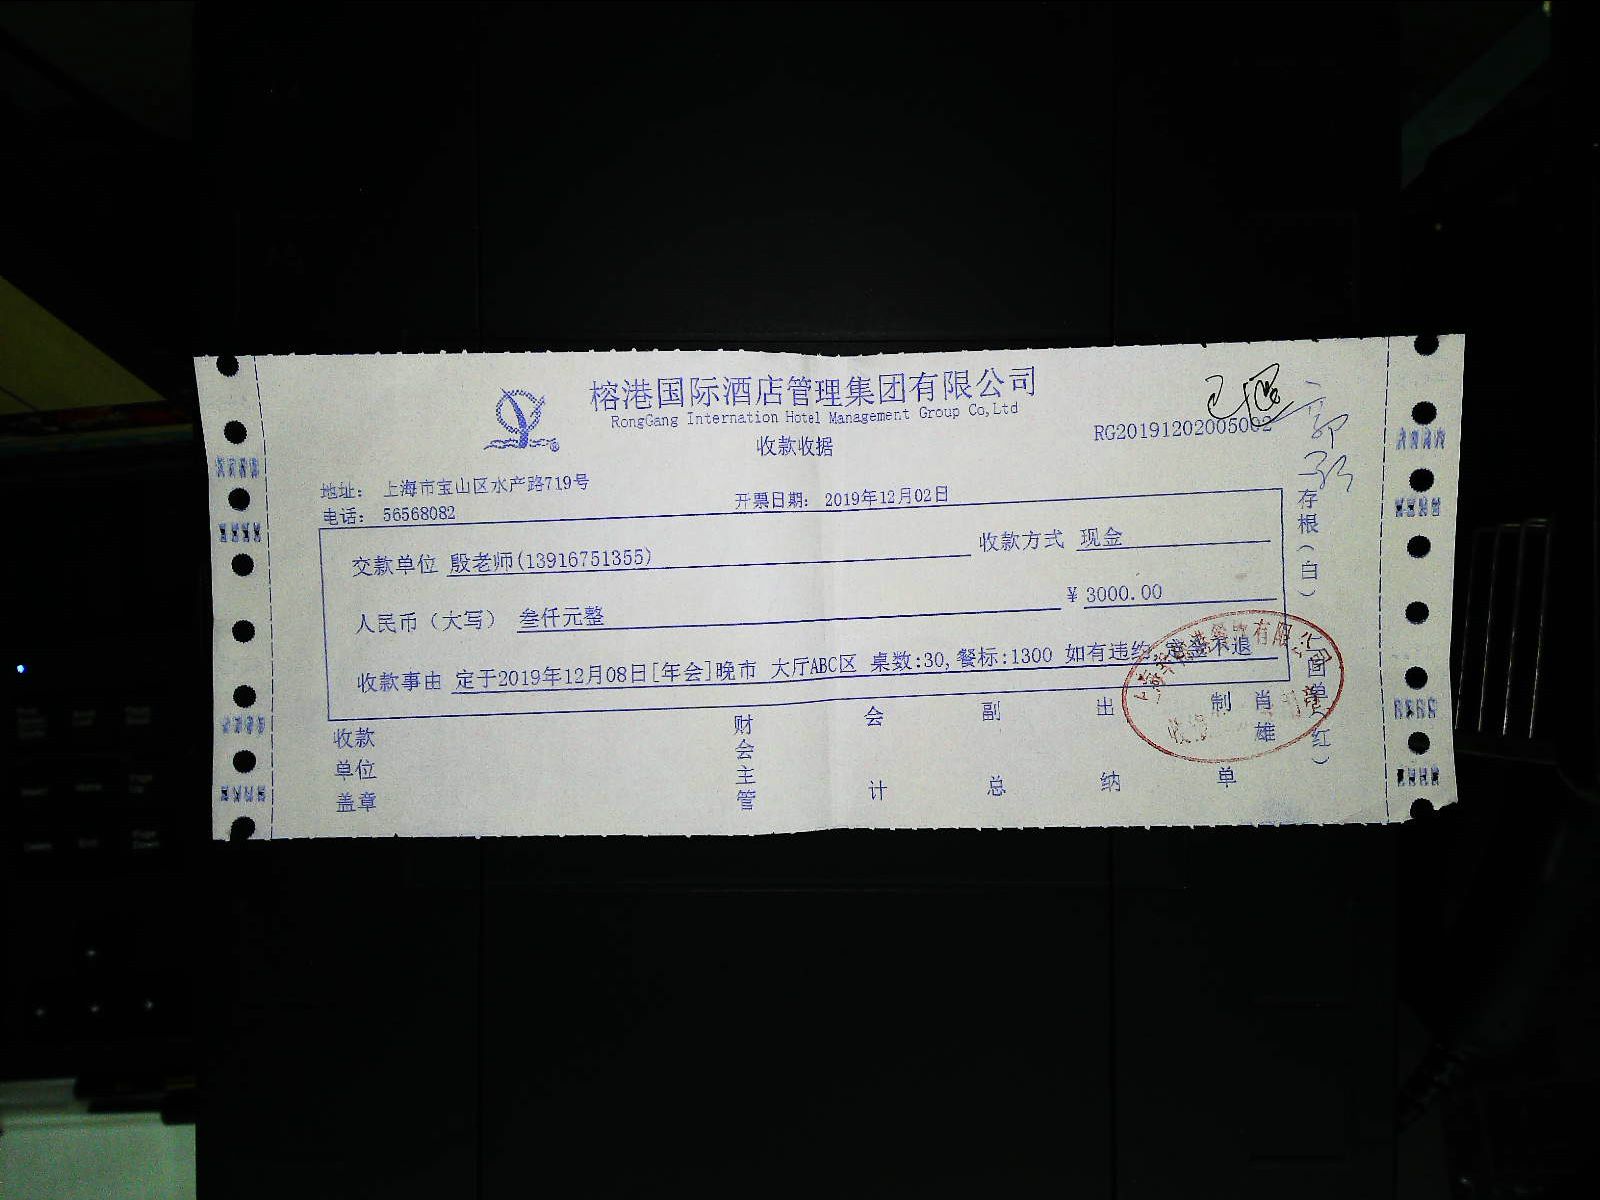 榕港国际酒店管理集团有限公司
RongGang Internation Hotel Management Group Co,Ltd
收款收据
RG20191202005002
地址： 上海市宝山区水产路719号
电话： 56568082
开票日期： 2019年12月02日
交款单位 殷老师(13916751355)
收款方式 现金
人民币（大写） 叁仟元整
¥ 3000.00
收款事由 定于2019年12月08日[年会]晚市 大厅ABC区 桌数:30,餐标:1300 如有违约,定金不退
收款单位盖章
财会主管
会计
副总
出纳
制单
肖雄
存根（白）
回单（红）